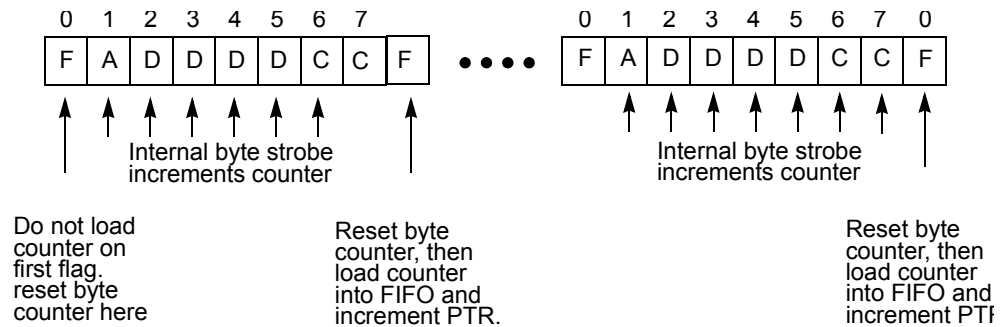 0 1 2 3 4 5 6 7 0 1 2 3 4 5 6 7 0
F A D D D D C C F F A D D D D C C F
Internal byte strobe
increments counter
Internal byte strobe
increments counter
Do not load
counter on
first flag.
reset byte
counter here
Reset byte
counter, then
load counter
into FIFO and
increment PTR.
Reset byte
counter, then
load counter
into FIFO and
increment PTR